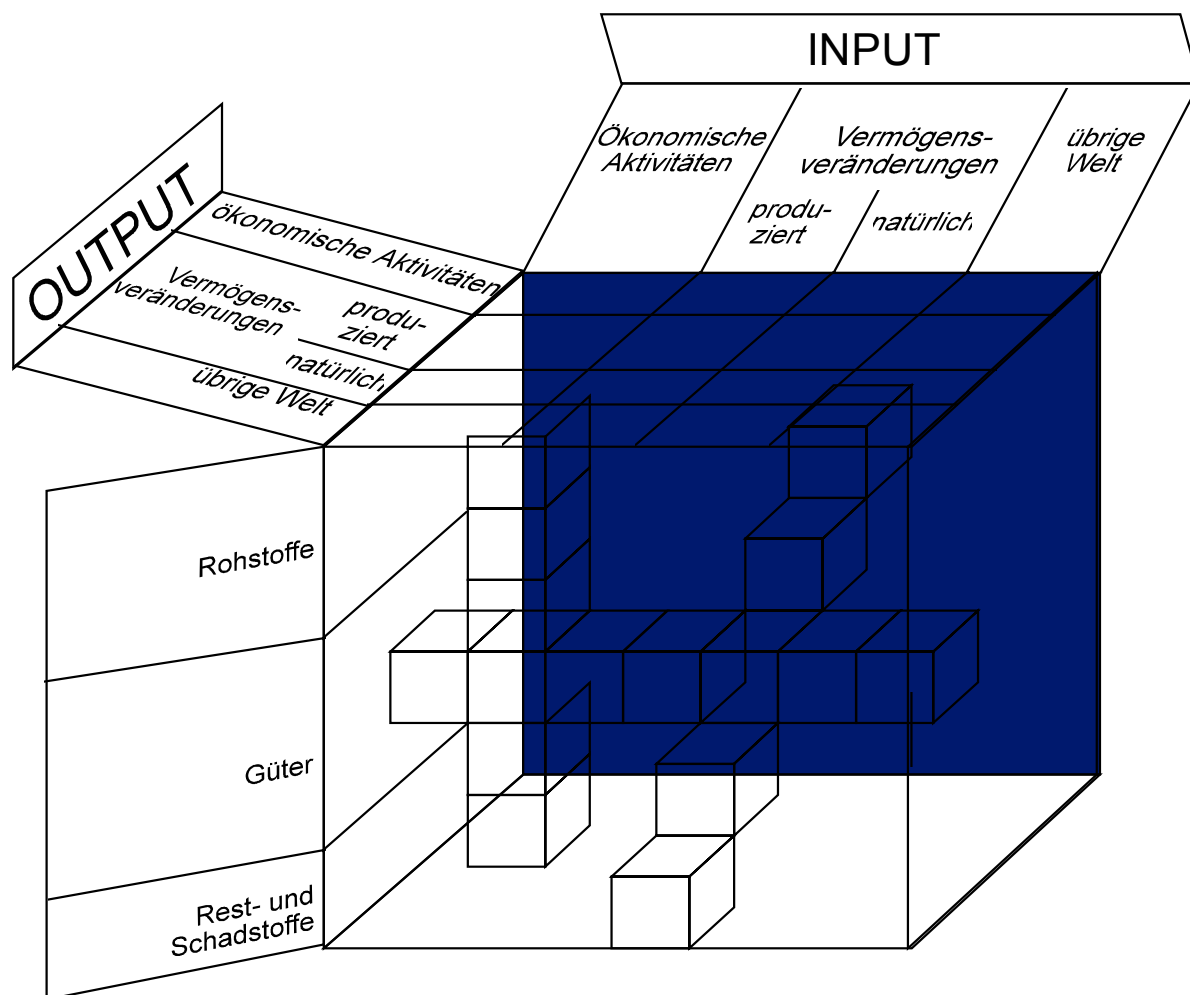 INPUT
Ökonomische
Aktivitäten
Vermögens-
veränderungen
übrige
Welt
produ-
ziert
natürlich
OUTPUT
ökonomische Aktivitäten
Vermögens-
veränderungen
produ-
ziert
natürlich
übrige Welt
Rohstoffe
Güter
Rest- und
Schadstoffe